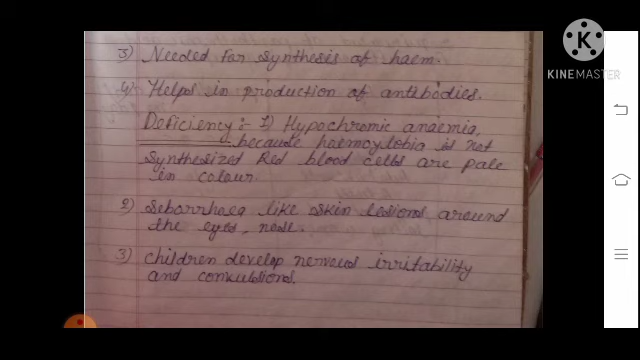 3) Needed for synthesis of haem.
4) Helps in production of antibodies.
Deficiency :- 1) Hypochromic anaemia,
because haemoglobia is not
synthesized Red blood cells are pale
in colour.
2) Seborrhoea like skin lesions around
the eyes, nose.
3) Children develop nervous irritability
and convulsions.
KINEMASTER